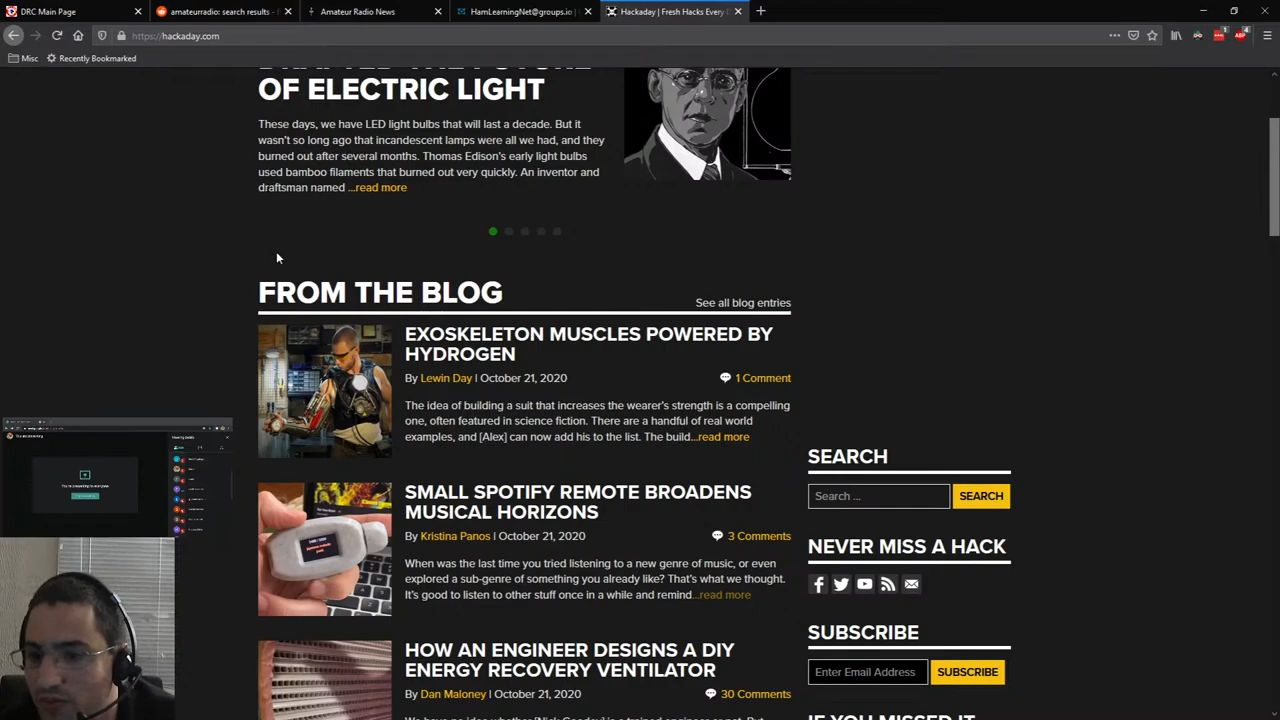 DRC Main Page
amateurradio: search results -
Amateur Radio News
HamLearningNet@groups.io |
Hackaday | Fresh Hacks Every
https://hackaday.com
Misc
Recently Bookmarked
OF ELECTRIC LIGHT
These days, we have LED light bulbs that will last a decade. But it
wasn't so long ago that incandescent lamps were all we had, and they
burned out after several months. Thomas Edison's early light bulbs
used bamboo filaments that burned out very quickly. An inventor and
draftsman named ...read more
FROM THE BLOG
See all blog entries
EXOSKELETON MUSCLES POWERED BY
HYDROGEN
By Lewin Day | October 21, 2020
1 Comment
The idea of building a suit that increases the wearer's strength is a compelling
one, often featured in science fiction. There are a handful of real world
examples, and [Alex] can now add his to the list. The build...read more
SMALL SPOTIFY REMOTE BROADENS
MUSICAL HORIZONS
By Kristina Panos | October 21, 2020
3 Comments
When was the last time you tried listening to a new genre of music, or even
explored a sub-genre of something you already like? That's what we thought.
It's good to listen to other stuff once in a while and remind...read more
HOW AN ENGINEER DESIGNS A DIY
ENERGY RECOVERY VENTILATOR
By Dan Maloney | October 21, 2020
30 Comments
SEARCH
Search ...
SEARCH
NEVER MISS A HACK
SUBSCRIBE
Enter Email Address
SUBSCRIBE
IF YOU MISSED IT